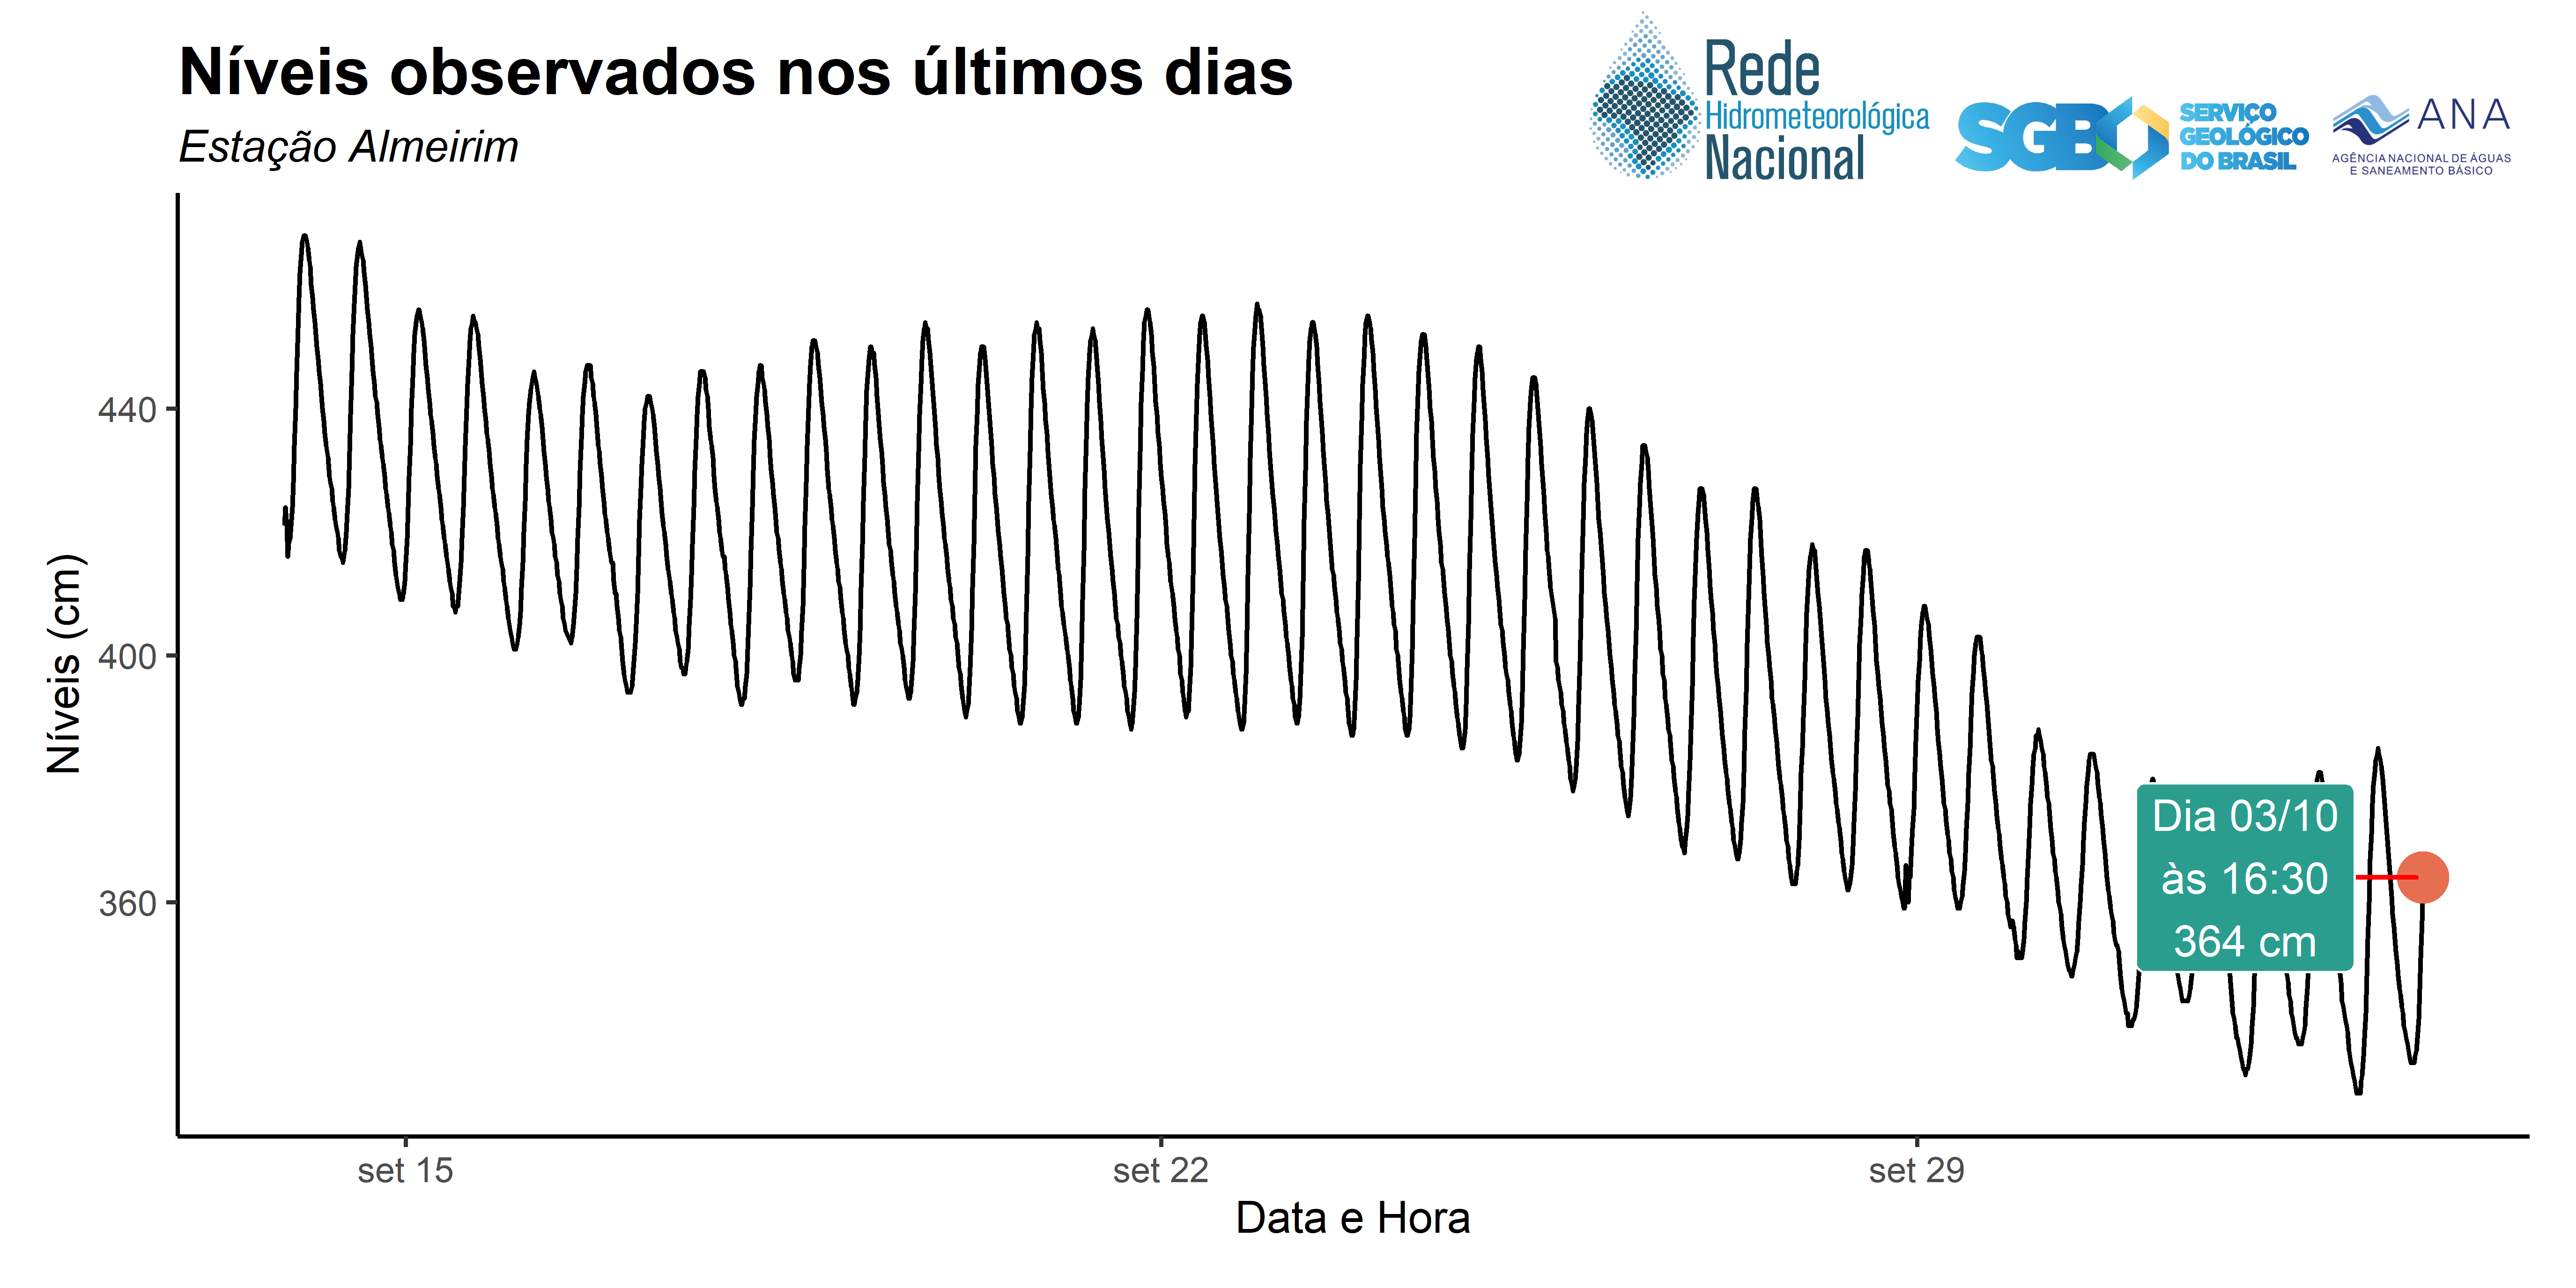 Níveis observados nos últimos dias
Estação Almeirim
Rede
Hidrometeorológica
Nacional
SGB
SERVIÇO
GEOLÓGICO
DO BRASIL
ANA
AGÊNCIA NACIONAL DE ÁGUAS
E SANEAMENTO BÁSICO
Níveis (cm)
440
400
360
Dia 03/10
às 16:30
364 cm
set 15
set 22
set 29
Data e Hora